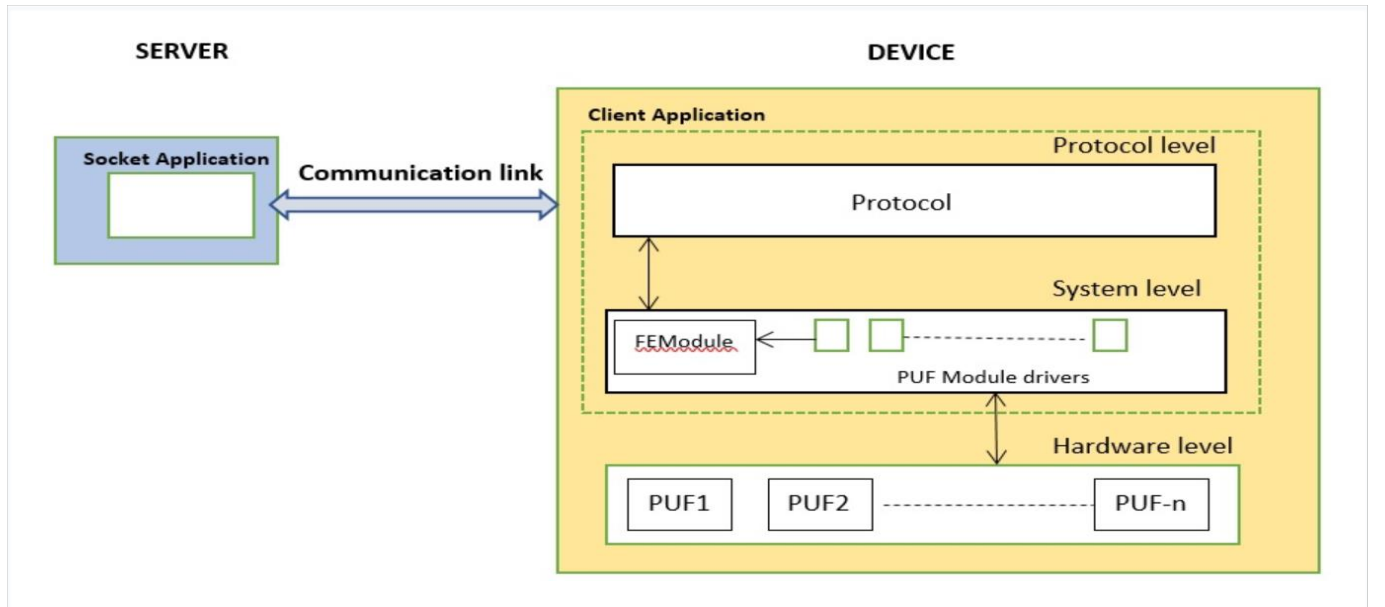 SERVER
DEVICE
Client Application
Protocol level
Socket Application
Communication link
Protocol
System level
FEModule
PUF Module drivers
Hardware level
PUF1
PUF2
PUF-n